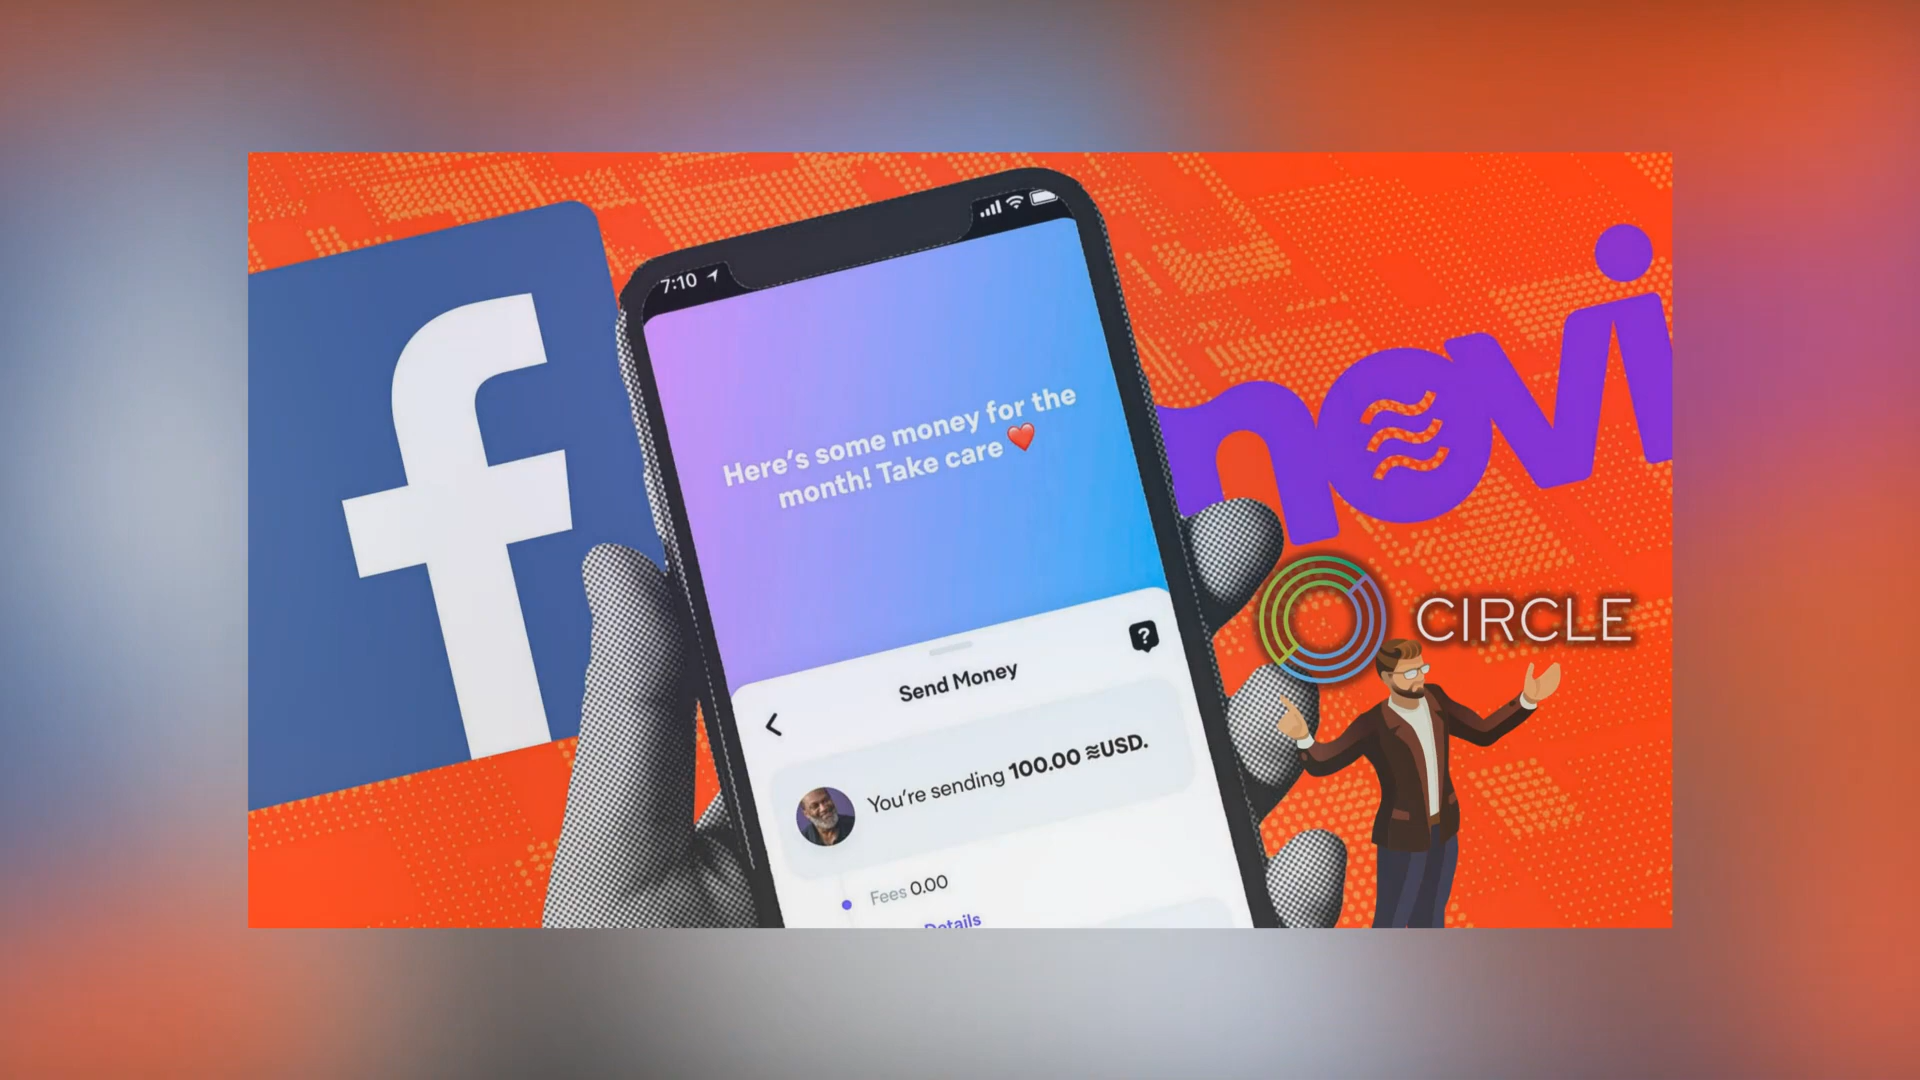 f
7:10
Here's some money for the
month! Take care ❤️
novi
CIRCLE
?
Send Money
You're sending 100.00 ≋USD.
Fees 0.00
Details